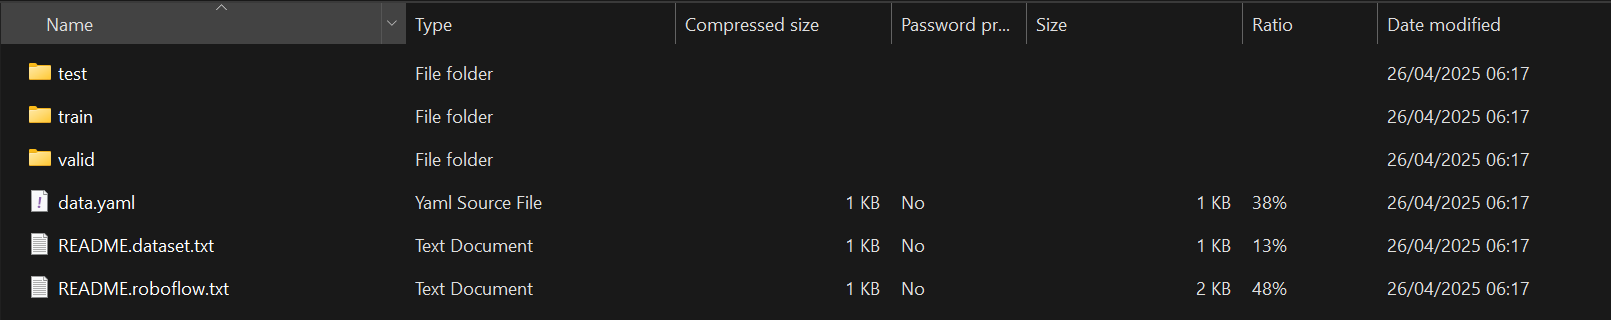 Name Type Compressed size Password pr... Size Ratio Date modified
test File folder 26/04/2025 06:17
train File folder 26/04/2025 06:17
valid File folder 26/04/2025 06:17
data.yaml Yaml Source File 1 KB No 1 KB 38% 26/04/2025 06:17
README.dataset.txt Text Document 1 KB No 1 KB 13% 26/04/2025 06:17
README.roboflow.txt Text Document 1 KB No 2 KB 48% 26/04/2025 06:17